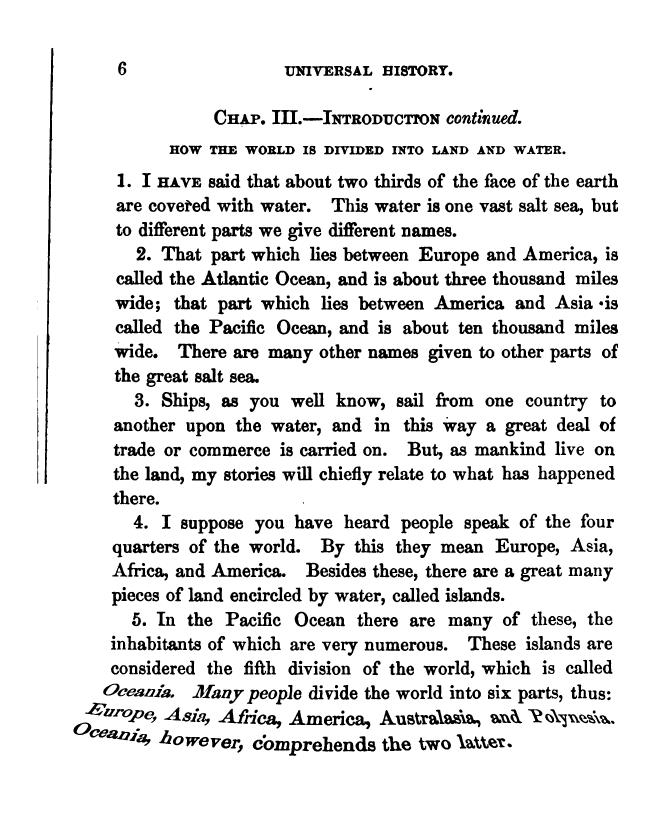 6 UNIVERSAL HISTORY.
CHAP. III.—INTRODUCTION continued.
HOW THE WORLD IS DIVIDED INTO LAND AND WATER.
1. I HAVE said that about two thirds of the face of the earth
are covered with water. This water is one vast salt sea, but
to different parts we give different names.
2. That part which lies between Europe and America, is
called the Atlantic Ocean, and is about three thousand miles
wide; that part which lies between America and Asia is
called the Pacific Ocean, and is about ten thousand miles
wide. There are many other names given to other parts of
the great salt sea.
3. Ships, as you well know, sail from one country to
another upon the water, and in this way a great deal of
trade or commerce is carried on. But, as mankind live on
the land, my stories will chiefly relate to what has happened
there.
4. I suppose you have heard people speak of the four
quarters of the world. By this they mean Europe, Asia,
Africa, and America. Besides these, there are a great many
pieces of land encircled by water, called islands.
5. In the Pacific Ocean there are many of these, the
inhabitants of which are very numerous. These islands are
considered the fifth division of the world, which is called
Oceania. Many people divide the world into six parts, thus:
Europe, Asia, Africa, America, Australasia, and Polynesia.
Oceania, however, comprehends the two latter.